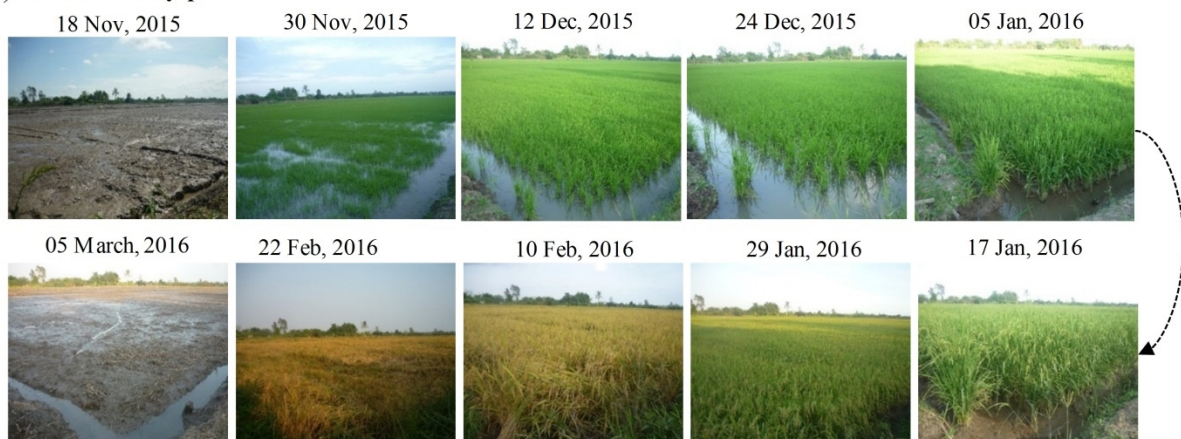 18 Nov, 2015
30 Nov, 2015
12 Dec, 2015
24 Dec, 2015
05 Jan, 2016
05 March, 2016
22 Feb, 2016
10 Feb, 2016
29 Jan, 2016
17 Jan, 2016